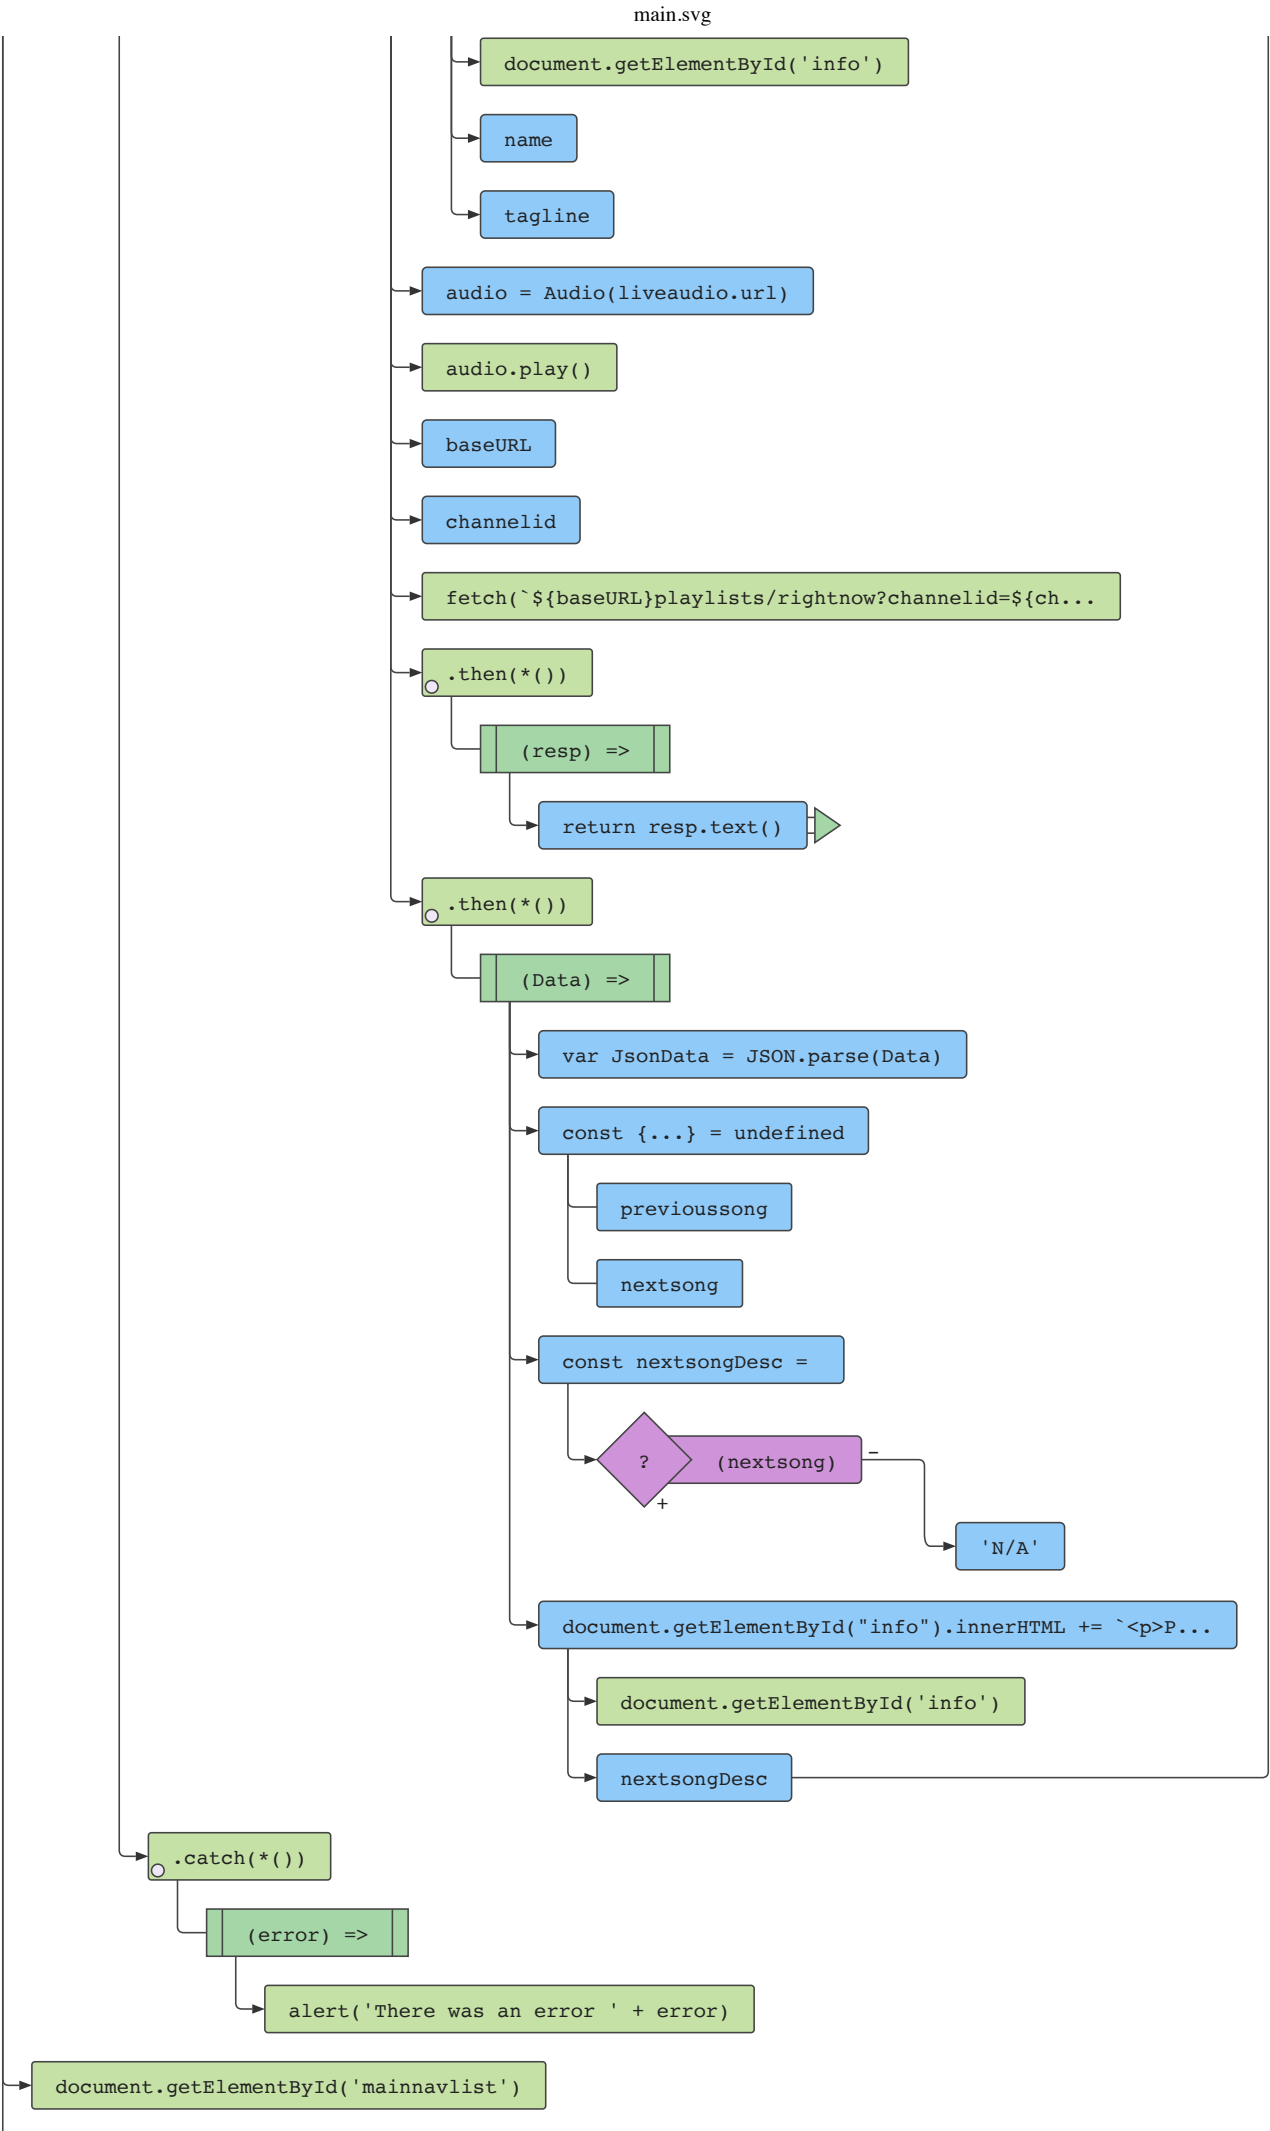 main.svg
document.getElementById('info')
name
tagline
audio = Audio(liveaudio.url)
audio.play()
baseURL
channelid
fetch(`${baseURL}playlists/rightnow?channelid=${ch...
.then(*())
(resp) =>
return resp.text()
.then(*())
(Data) =>
var JsonData = JSON.parse(Data)
const {...} = undefined
previoussong
nextsong
const nextsongDesc =
? (nextsong) -
+
'N/A'
document.getElementById("info").innerHTML += `<p>P...
document.getElementById('info')
nextsongDesc
.catch(*())
(error) =>
alert('There was an error ' + error)
document.getElementById('mainnavlist')